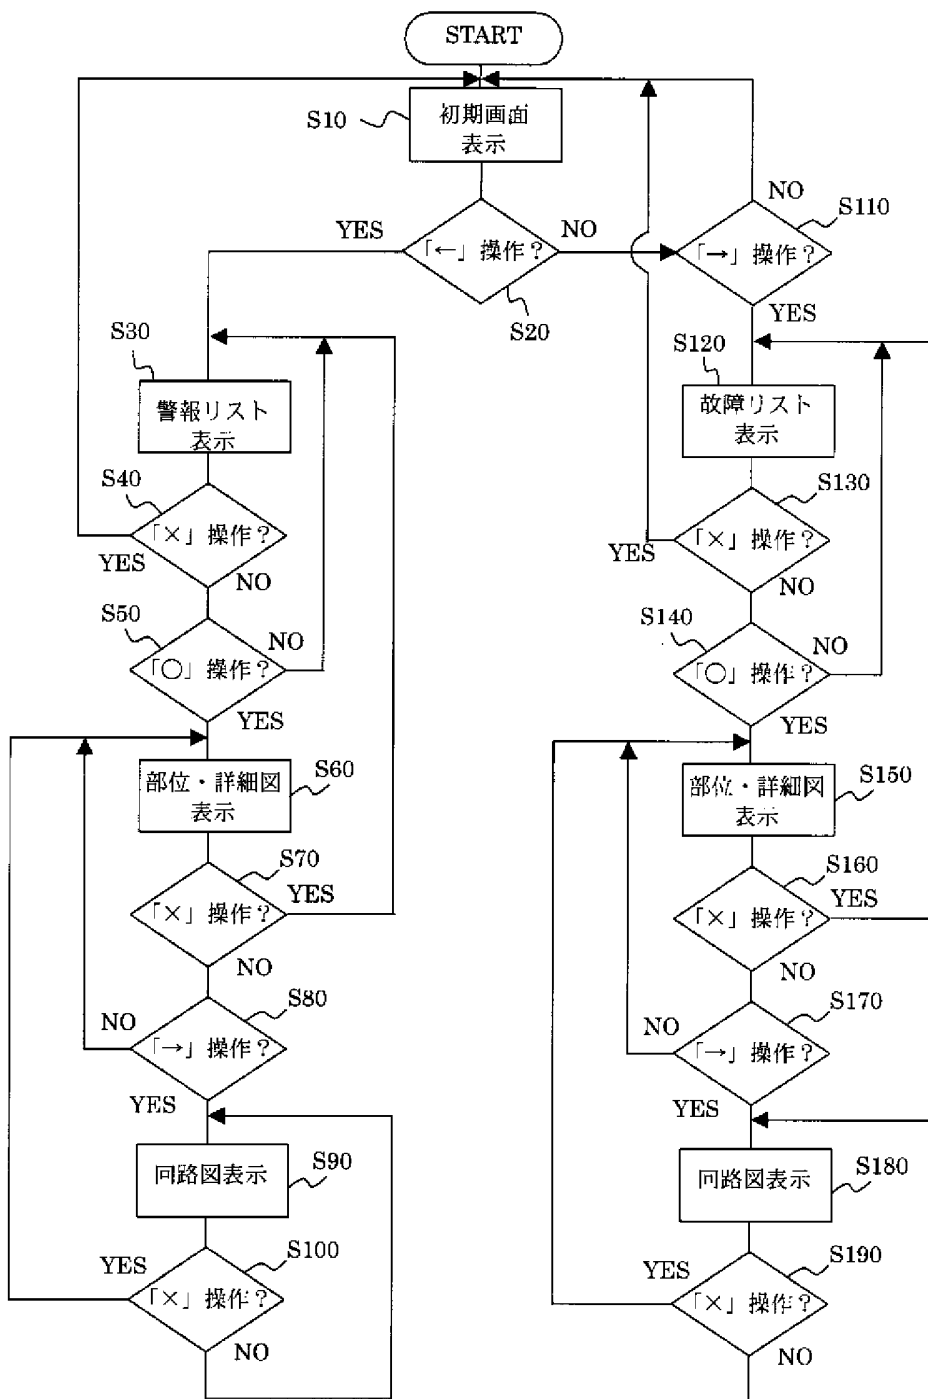 START
S10
初期画面
表示
YES
「←」操作？
NO
S20
NO
S110
「→」操作？
YES
S30
警報リスト
表示
S40
「×」操作？
YES
NO
S50
「○」操作？
NO
YES
部位・詳細図
表示
S60
S70
「×」操作？
YES
NO
S80
NO
「→」操作？
YES
回路図表示
S90
S100
YES
「×」操作？
NO
S120
故障リスト
表示
S130
「×」操作？
YES
NO
S140
「○」操作？
NO
YES
部位・詳細図
表示
S150
S160
「×」操作？
YES
NO
S170
NO
「→」操作？
YES
回路図表示
S180
S190
YES
「×」操作？
NO